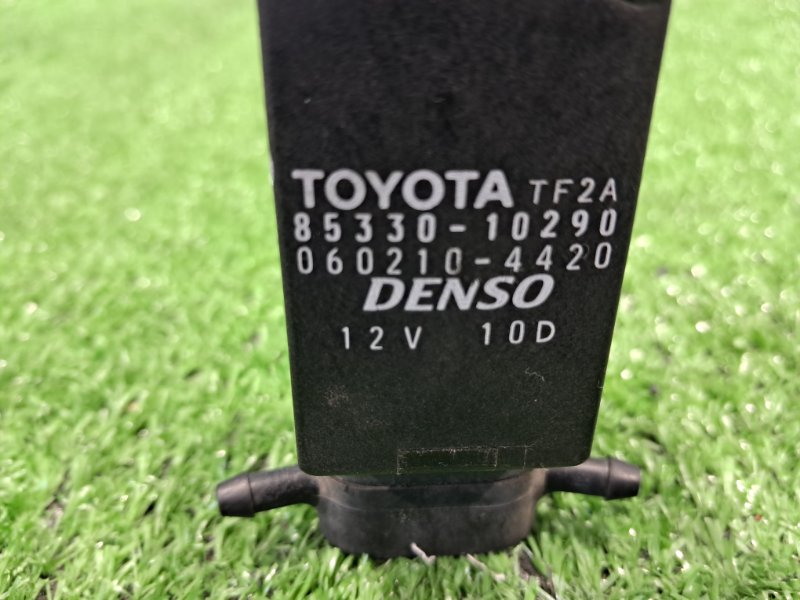 TOYOTA TF2A
85330-10290
060210-4420
DENSO
12V 10D